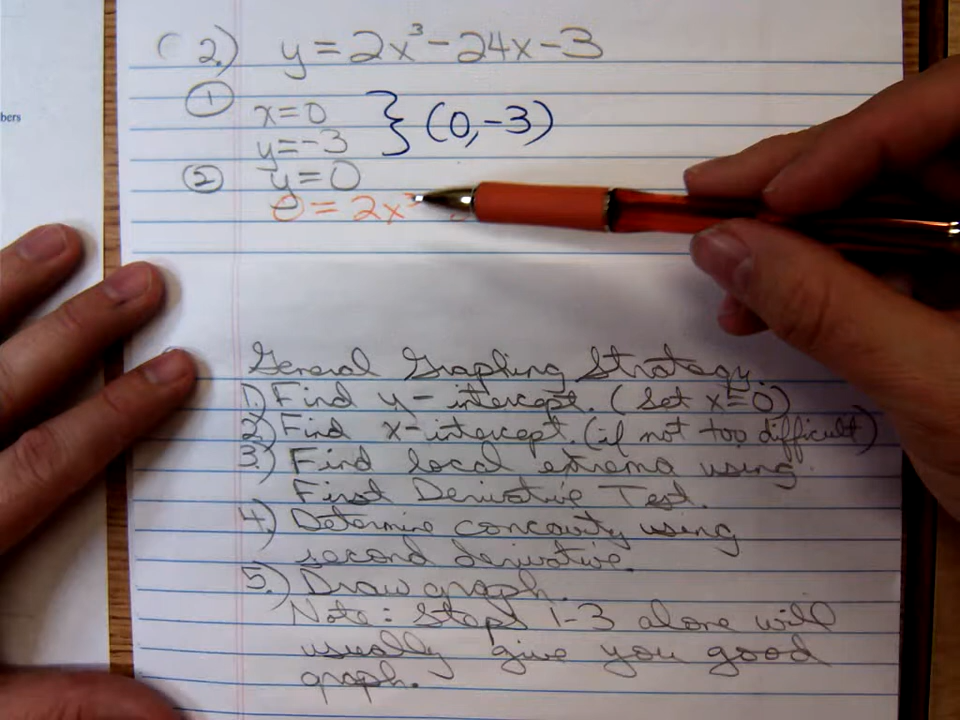 bers
( 2.) y = 2x³ - 24x - 3
① x = 0 } (0, -3)
y = -3
② y = 0
0 = 2x³
General Graphing Strategy.
1.) Find y-intercept. (set x = 0)
2.) Find x-intercept. (if not too difficult)
3.) Find local extrema using
First Derivative Test.
4.) Determine concavity using
second derivative.
5.) Draw graph.
Note: Steps 1-3 alone will
usually give you good
graph.